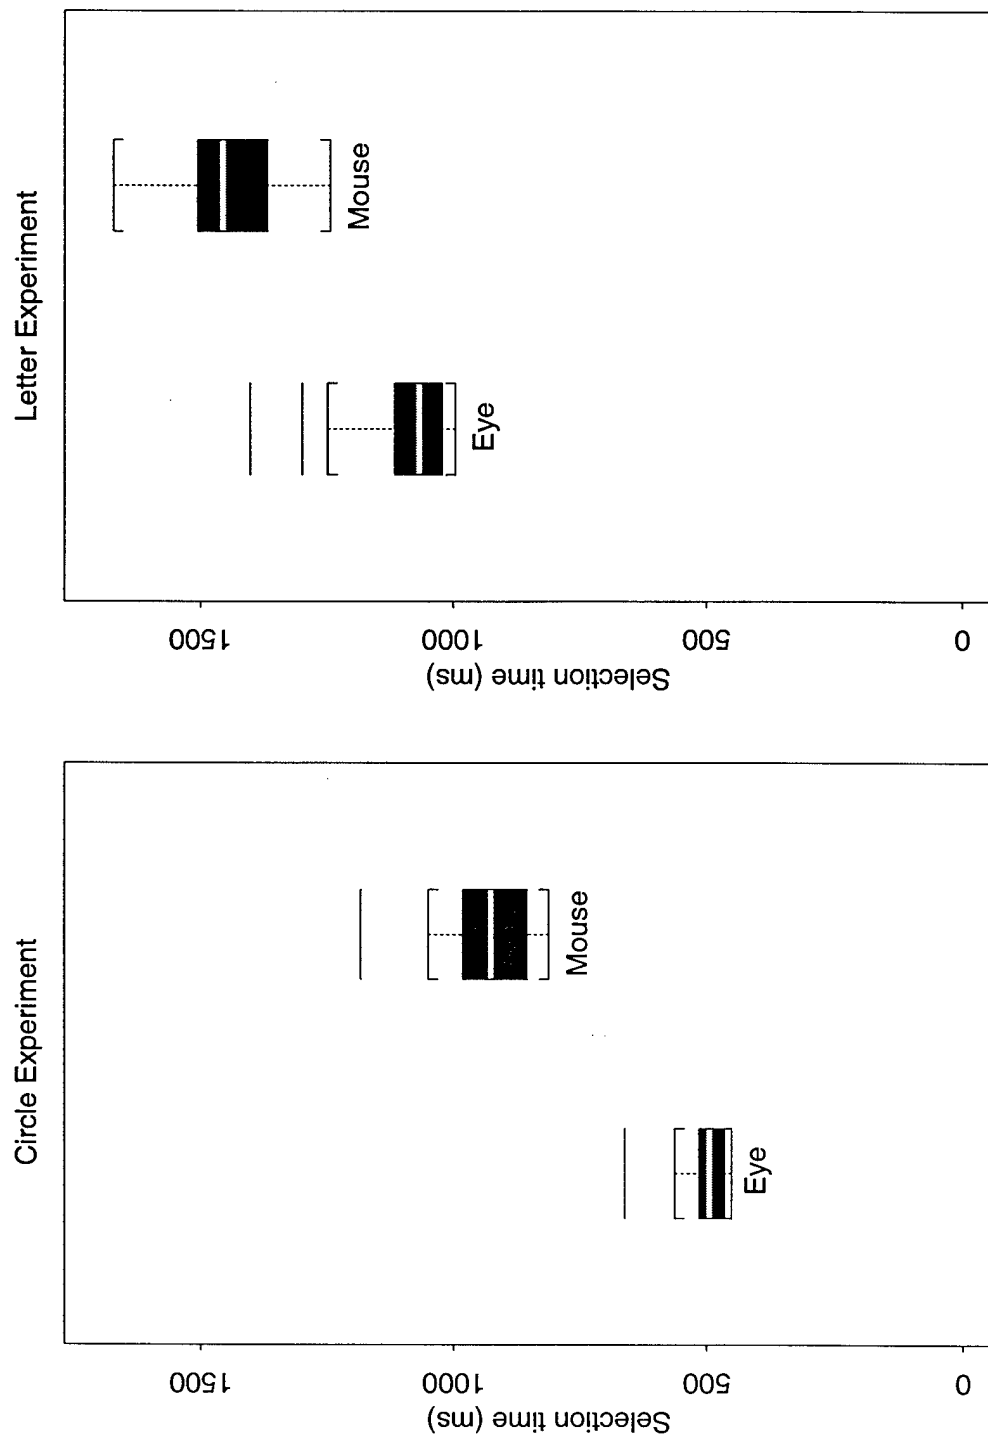 Circle Experiment
Selection time (ms)
1500
1000
500
0
Eye
Mouse
Letter Experiment
Selection time (ms)
1500
1000
500
0
Eye
Mouse